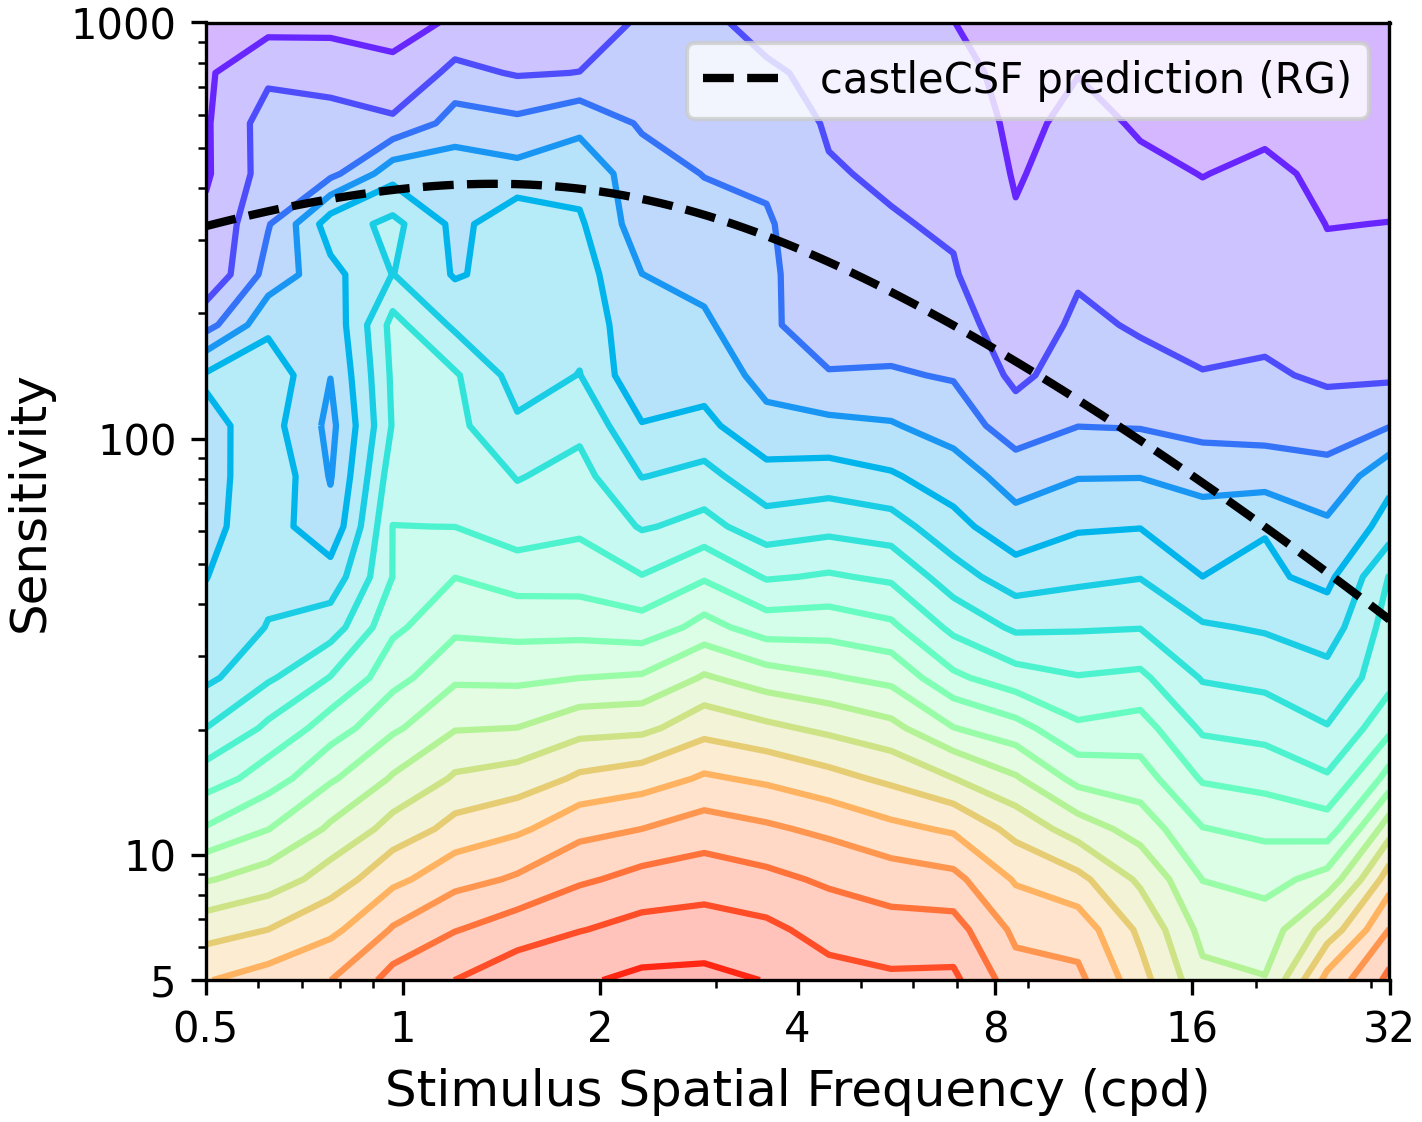 1000
castleCSF prediction (RG)
100
Sensitivity
10
5
0.5 1 2 4 8 16 32
Stimulus Spatial Frequency (cpd)